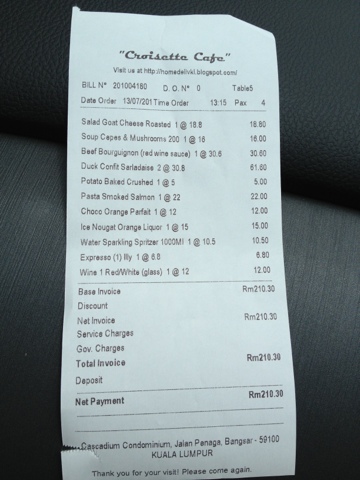 "Croisette Cafe"
Visit us at http://homedelivkl.blogspot.com/
BILL N° 201004160 D. O. N° 0 Table5
Date Order 13/07/201 Time Order 13:15 Pax 4
Salad Goat Cheese Roasted 1 @ 18.8 18.80
Soup Cepes & Mushrooms 200 1 @ 16 16.00
Beef Bourguignon (red wine sauce) 1 @ 30.6 30.60
Duck Confit Sarladaise 2 @ 30.8 61.60
Potato Baked Crushed 1 @ 5 5.00
Pasta Smoked Salmon 1 @ 22 22.00
Choco Orange Parfait 1 @ 12 12.00
Ice Nougat Orange Liquor 1 @ 15 15.00
Water Sparkling Spritzer 1000Ml 1 @ 10.5 10.50
Expresso (1) Illy 1 @ 6.8 6.80
Wine 1 Red/White (glass) 1 @ 12 12.00
Base Invoice Rm210.30
Discount
Net Invoice Rm210.30
Service Charges
Gov. Charges
Total Invoice Rm210.30
Deposit
Net Payment Rm210.30
Cascadium Condominium, Jalan Penaga, Bangsar - 59100
KUALA LUMPUR
Thank you for your visit! Please come again.